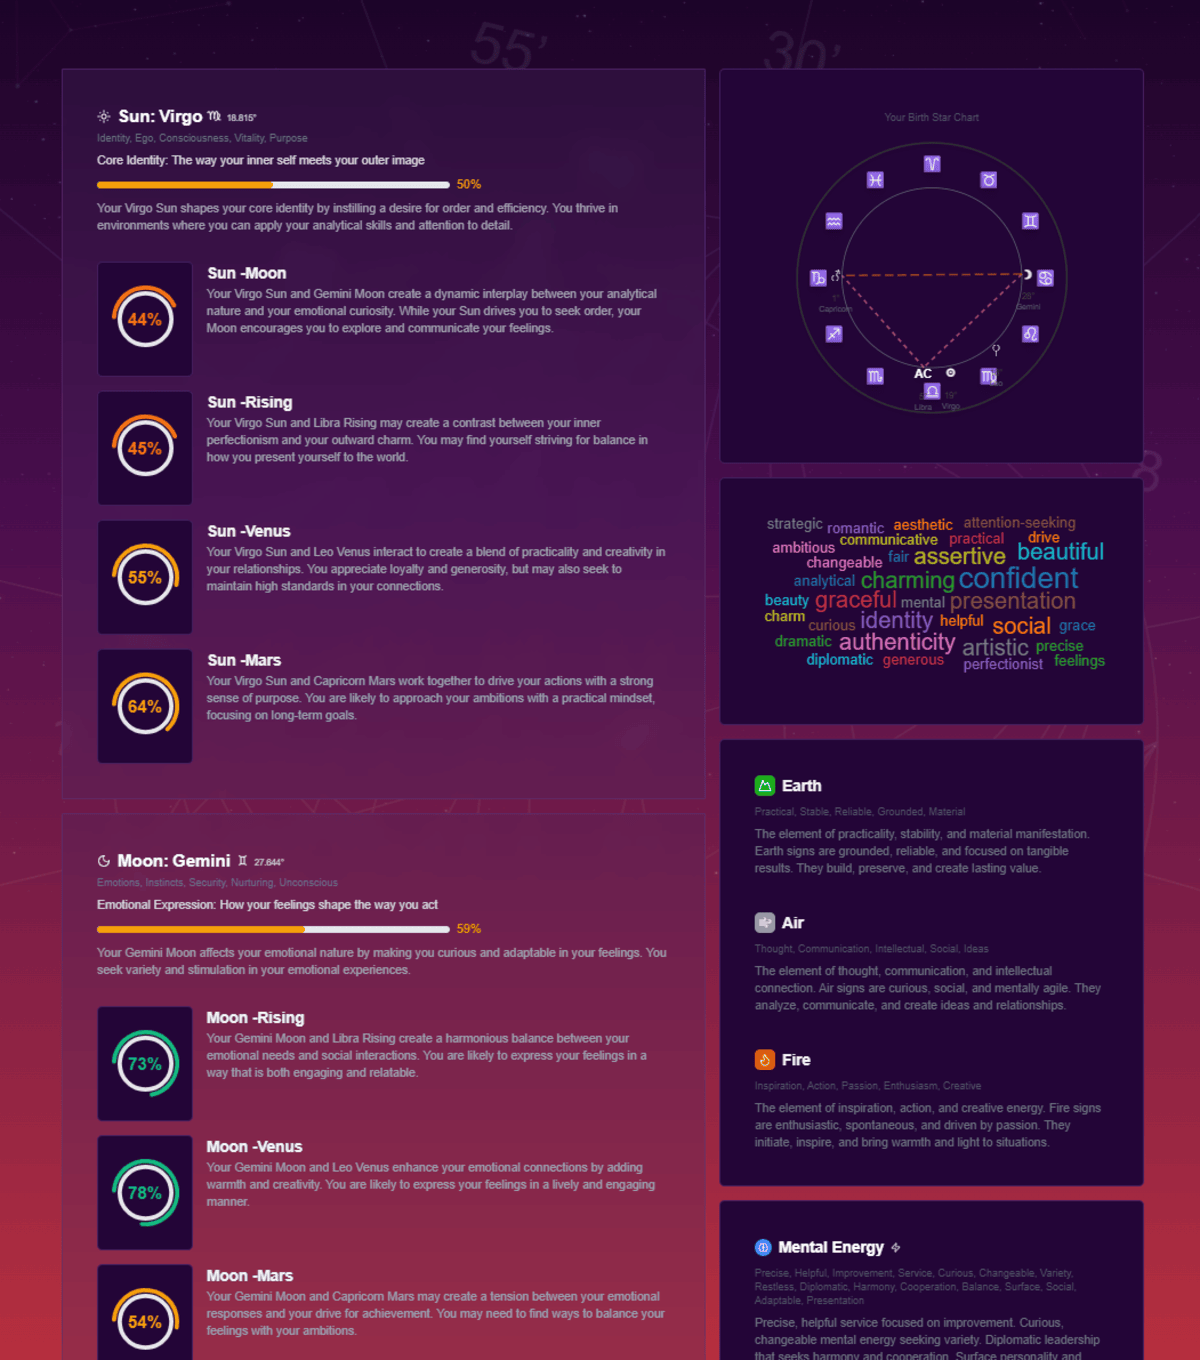 55’
30’
8
Sun: Virgo ♍ 18.815°
Identity, Ego, Consciousness, Vitality, Purpose
Core Identity: The way your inner self meets your outer image
50%
Your Virgo Sun shapes your core identity by instilling a desire for order and efficiency. You thrive in
environments where you can apply your analytical skills and attention to detail.
44%
Sun -Moon
Your Virgo Sun and Gemini Moon create a dynamic interplay between your analytical
nature and your emotional curiosity. While your Sun drives you to seek order, your
Moon encourages you to explore and communicate your feelings.
45%
Sun -Rising
Your Virgo Sun and Libra Rising may create a contrast between your inner
perfectionism and your outward charm. You may find yourself striving for balance in
how you present yourself to the world.
55%
Sun -Venus
Your Virgo Sun and Leo Venus interact to create a blend of practicality and creativity in
your relationships. You appreciate loyalty and generosity, but may also seek to
maintain high standards in your connections.
64%
Sun -Mars
Your Virgo Sun and Capricorn Mars work together to drive your actions with a strong
sense of purpose. You are likely to approach your ambitions with a practical mindset,
focusing on long-term goals.
Moon: Gemini ♊ 27.644°
Emotions, Instincts, Security, Nurturing, Unconscious
Emotional Expression: How your feelings shape the way you act
59%
Your Gemini Moon affects your emotional nature by making you curious and adaptable in your feelings. You
seek variety and stimulation in your emotional experiences.
73%
Moon -Rising
Your Gemini Moon and Libra Rising create a harmonious balance between your
emotional needs and social interactions. You are likely to express your feelings in a
way that is both engaging and relatable.
78%
Moon -Venus
Your Gemini Moon and Leo Venus enhance your emotional connections by adding
warmth and creativity. You are likely to express your feelings in a lively and engaging
manner.
54%
Moon -Mars
Your Gemini Moon and Capricorn Mars may create a tension between your emotional
responses and your drive for achievement. You may need to find ways to balance your
feelings with your ambitions.
Your Birth Star Chart
♈
♓ ♉
♒ ♊
♑ ♋
1° 28°
Capricorn Gemini
♐ ♌
♏ ♍
AC
♎ 19°
Libra Virgo
strategic romantic aesthetic attention-seeking
communicative practical drive
ambitious changeable fair assertive beautiful
analytical charming confident
beauty graceful mental presentation
charm curious identity helpful social grace
dramatic authenticity artistic precise
diplomatic generous perfectionist feelings
Earth
Practical, Stable, Reliable, Grounded, Material
The element of practicality, stability, and material manifestation.
Earth signs are grounded, reliable, and focused on tangible
results. They build, preserve, and create lasting value.
Air
Thought, Communication, Intellectual, Social, Ideas
The element of thought, communication, and intellectual
connection. Air signs are curious, social, and mentally agile. They
analyze, communicate, and create ideas and relationships.
Fire
Inspiration, Action, Passion, Enthusiasm, Creative
The element of inspiration, action, and creative energy. Fire signs
are enthusiastic, spontaneous, and driven by passion. They
initiate, inspire, and bring warmth and light to situations.
Mental Energy
Precise, Helpful, Improvement, Service, Curious, Changeable, Variety,
Restless, Diplomatic, Harmony, Cooperation, Balance, Surface, Social,
Adaptable, Presentation
Precise, helpful service focused on improvement. Curious,
changeable mental energy seeking variety. Diplomatic leadership
that seeks harmony and cooperation. Surface personality and